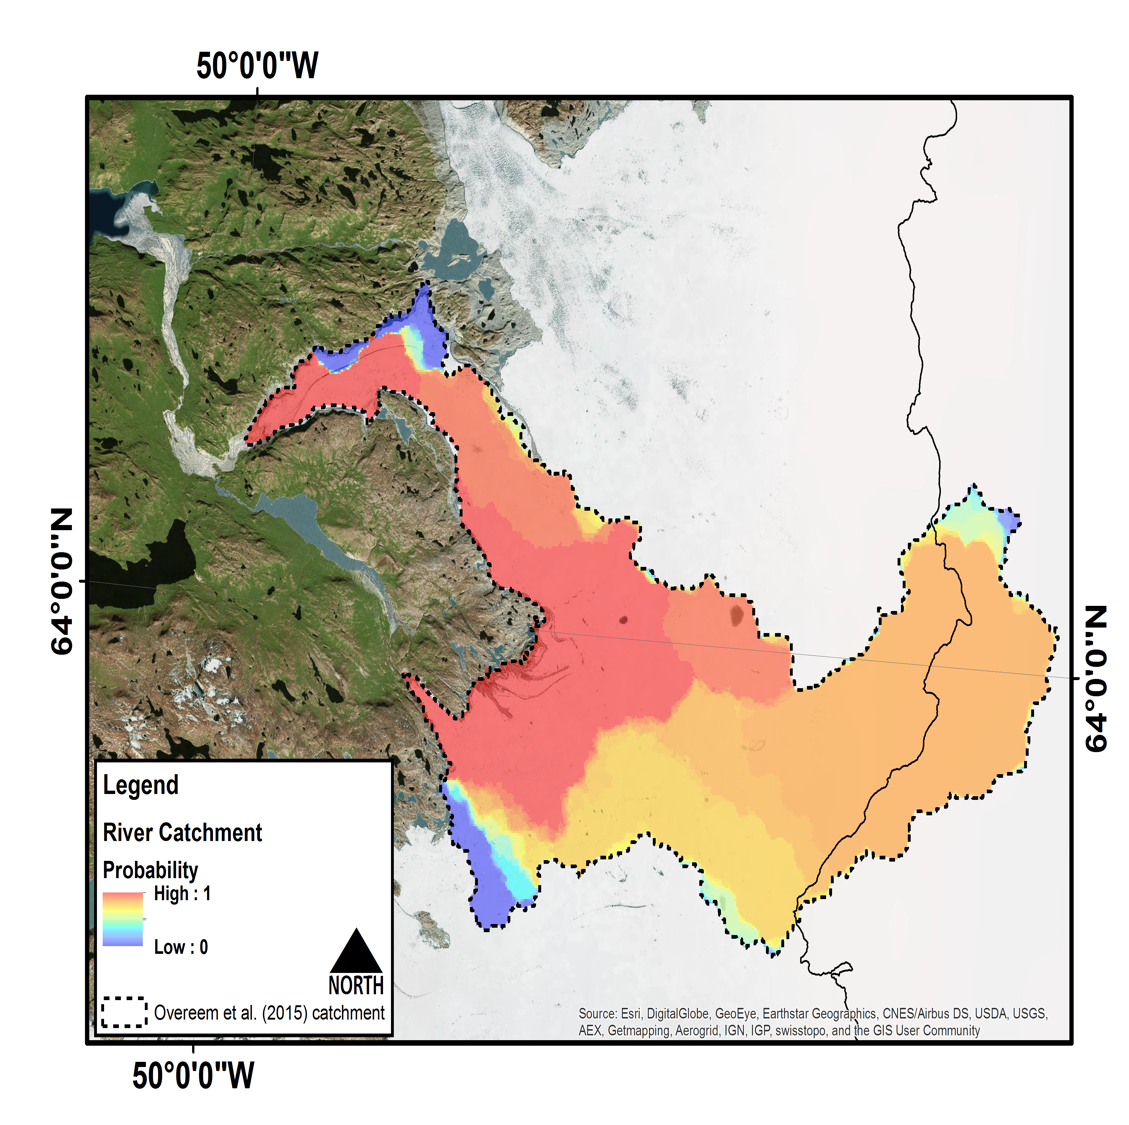 50°0'0"W
64°0'0"N
64°0'0"N
Legend
River Catchment
Probability
High : 1
Low : 0
NORTH
Overeem et al. (2015) catchment
Source: Esri, DigitalGlobe, GeoEye, Earthstar Geographics, CNES/Airbus DS, USDA, USGS,
AEX, Getmapping, Aerogrid, IGN, IGP, swisstopo, and the GIS User Community
50°0'0"W